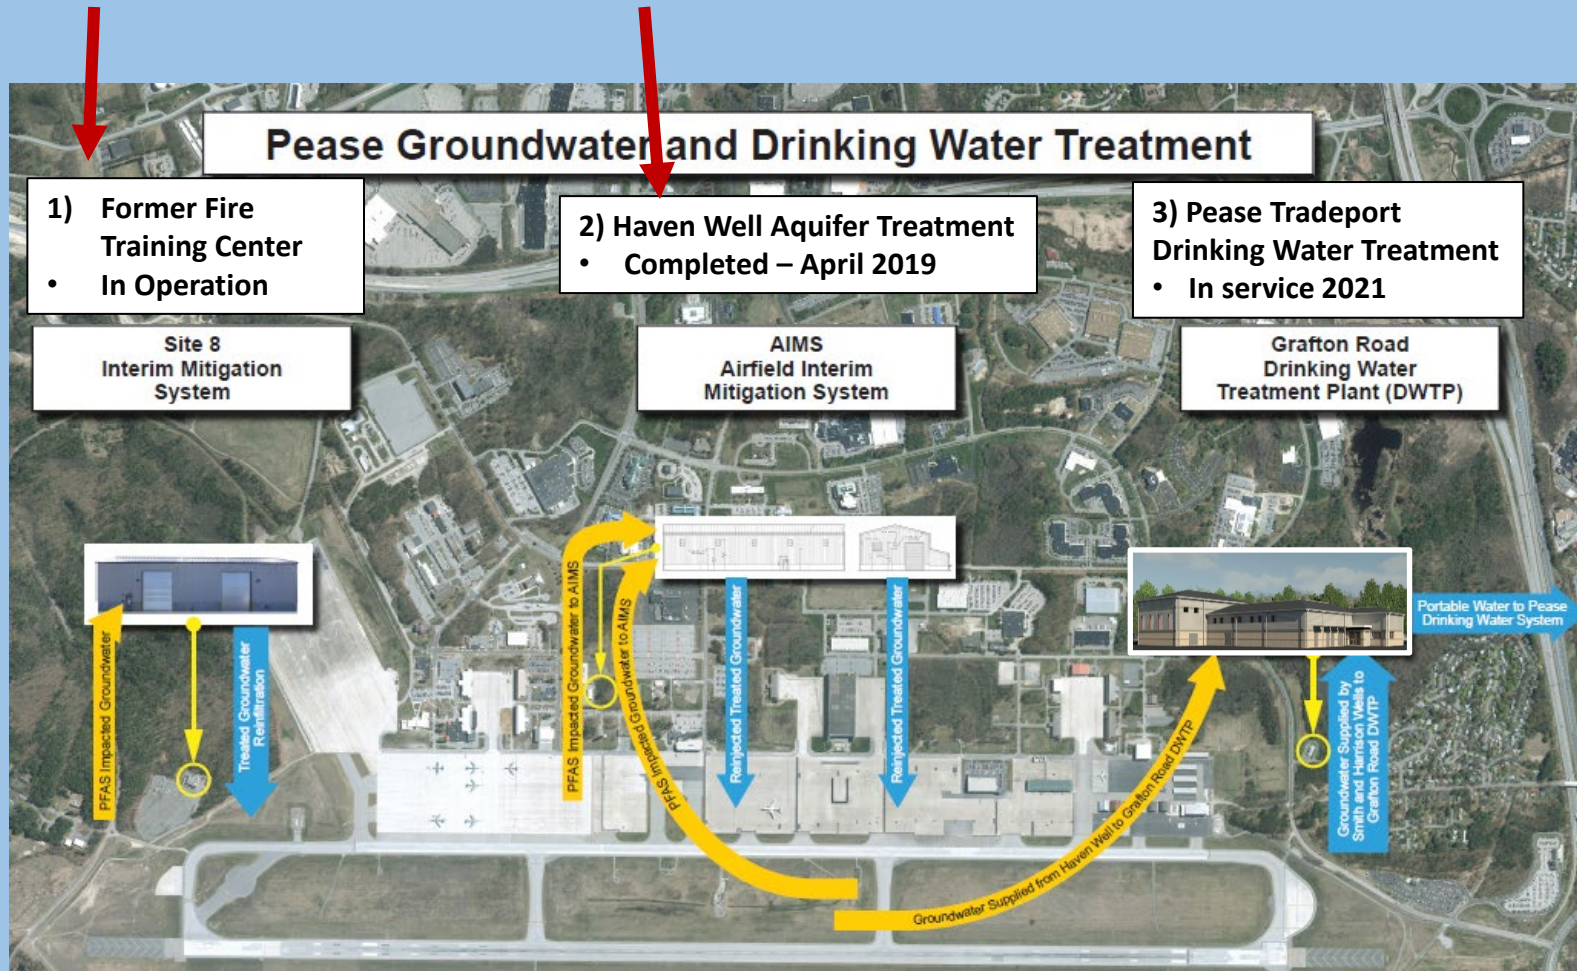 Pease Groundwater and Drinking Water Treatment
1) Former Fire
Training Center
• In Operation
2) Haven Well Aquifer Treatment
• Completed – April 2019
3) Pease Tradeport
Drinking Water Treatment
• In service 2021
Site 8
Interim Mitigation
System
AIMS
Airfield Interim
Mitigation System
Grafton Road
Drinking Water
Treatment Plant (DWTP)
PFAS Impacted Groundwater
Treated Groundwater
Reinfiltration
PFAS Impacted Groundwater to AIMS
PFAS Impacted Groundwater to AIMS
Reinjected Treated Groundwater
Reinjected Treated Groundwater
Groundwater Supplied from Haven Well to Grafton Road DWTP
Groundwater Supplied by
Smith and Harrison Wells to
Grafton Road DWTP
Portable Water to Pease
Drinking Water System